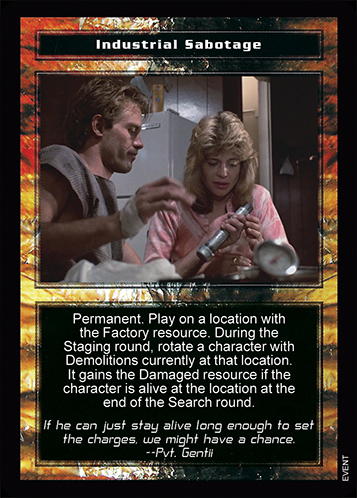 Industrial Sabotage
Permanent. Play on a location with
the Factory resource. During the
Staging round, rotate a character with
Demolitions currently at that location.
It gains the Damaged resource if the
character is alive at the location at the
end of the Search round.
If he can just stay alive long enough to set
the charges, we might have a chance.
--Pvt. Gentii
EVENT